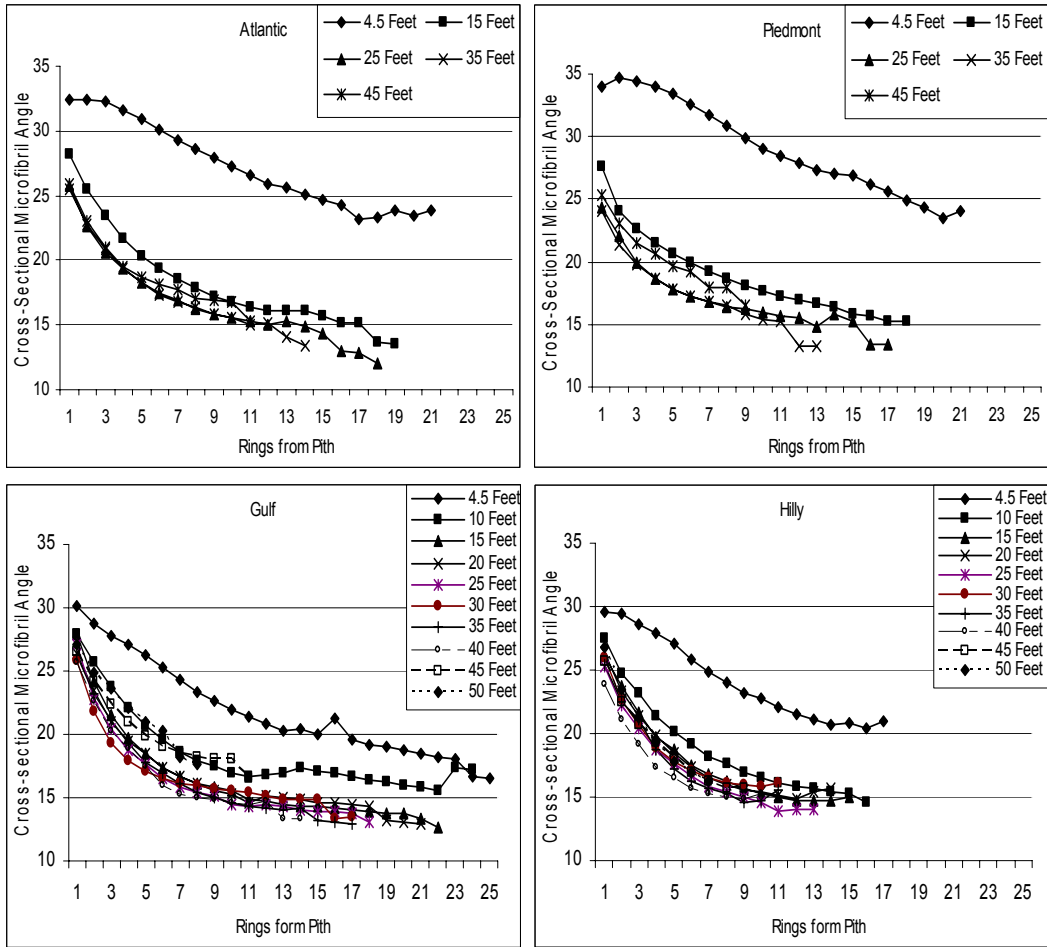 Atlantic
4.5 Feet 15 Feet
25 Feet 35 Feet
45 Feet
Cross-Sectional Microfibril Angle
35
30
25
20
15
10
1 3 5 7 9 11 13 15 17 19 21 23 25
Rings from Pith
Piedmont
4.5 Feet 15 Feet
25 Feet 35 Feet
45 Feet
Cross-Sectional Microfibril Angle
35
30
25
20
15
10
1 3 5 7 9 11 13 15 17 19 21 23 25
Rings from Pith
Gulf
4.5 Feet
10 Feet
15 Feet
20 Feet
25 Feet
30 Feet
35 Feet
40 Feet
45 Feet
50 Feet
Cross-sectional Microfibril Angle
35
30
25
20
15
10
1 3 5 7 9 11 13 15 17 19 21 23 25
Rings form Pith
Hilly
4.5 Feet
10 Feet
15 Feet
20 Feet
25 Feet
30 Feet
35 Feet
40 Feet
45 Feet
50 Feet
Cross-sectional Microfibril Angle
35
30
25
20
15
10
1 3 5 7 9 11 13 15 17 19 21 23 25
Rings from Pith